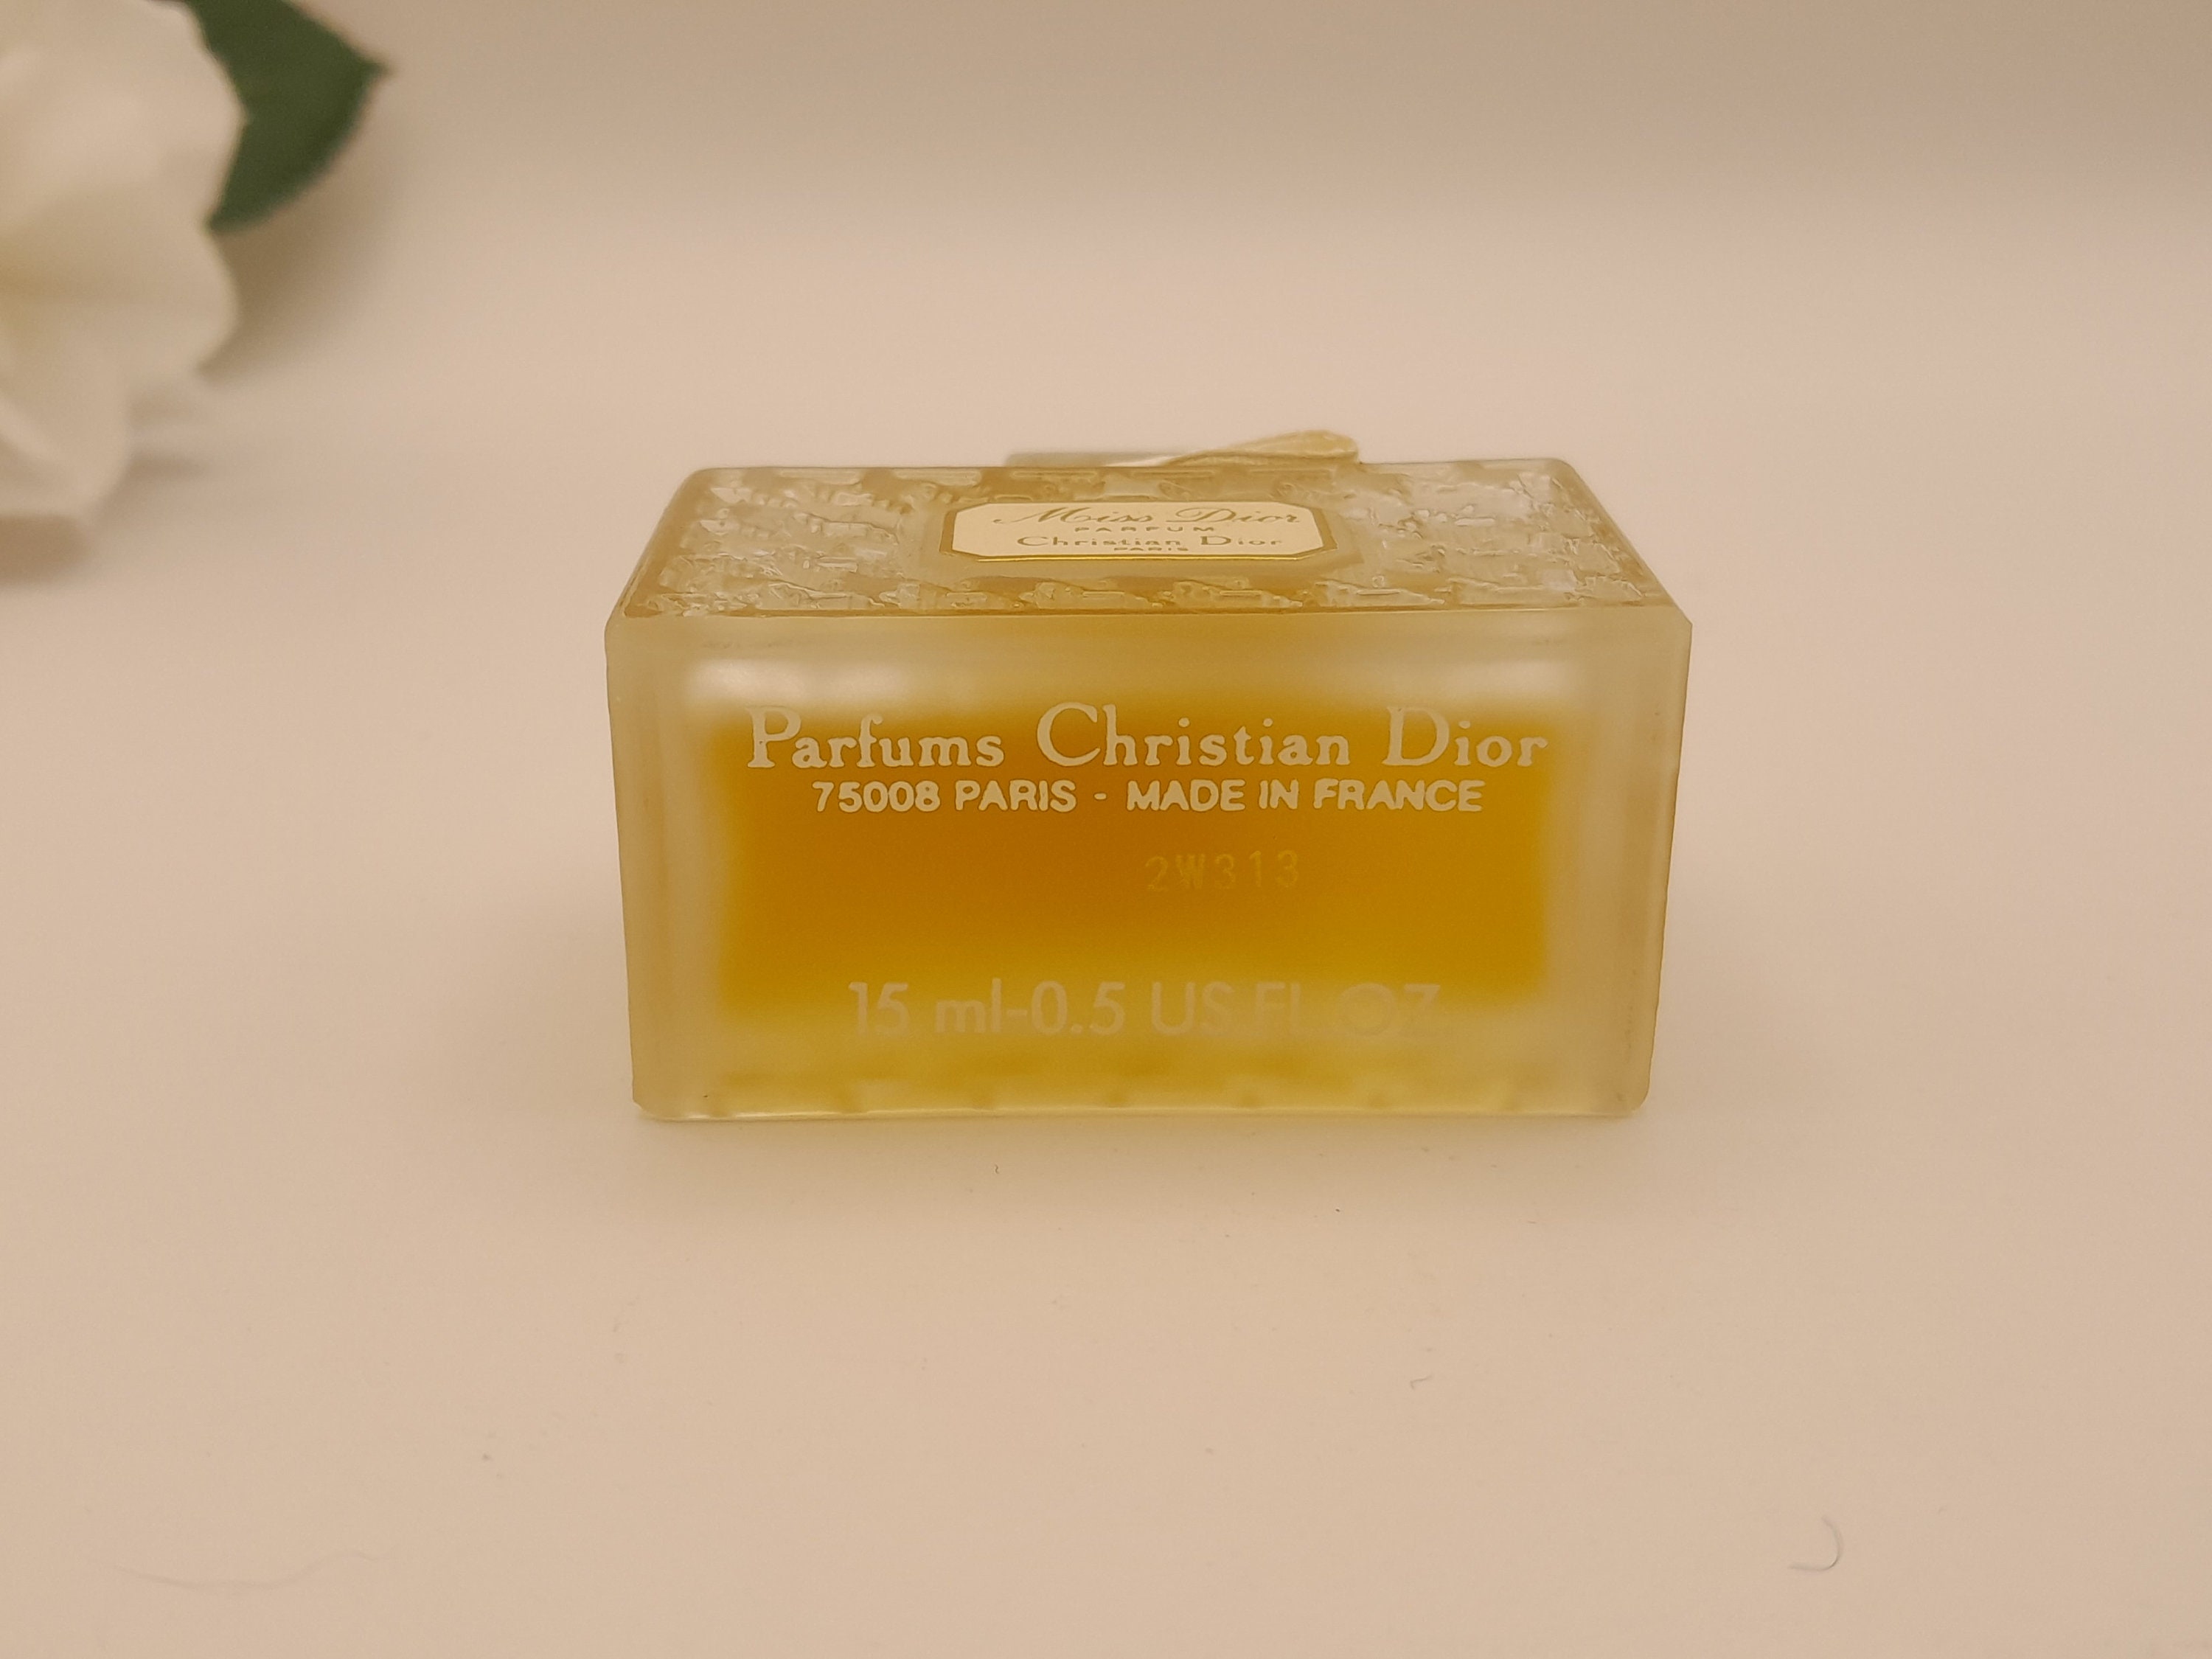 Miss Dior
PARFUM
Christian Dior
PARIS
Parfums Christian Dior
75008 PARIS - MADE IN FRANCE
2W313
15 ml-0.5 US FL.OZ.